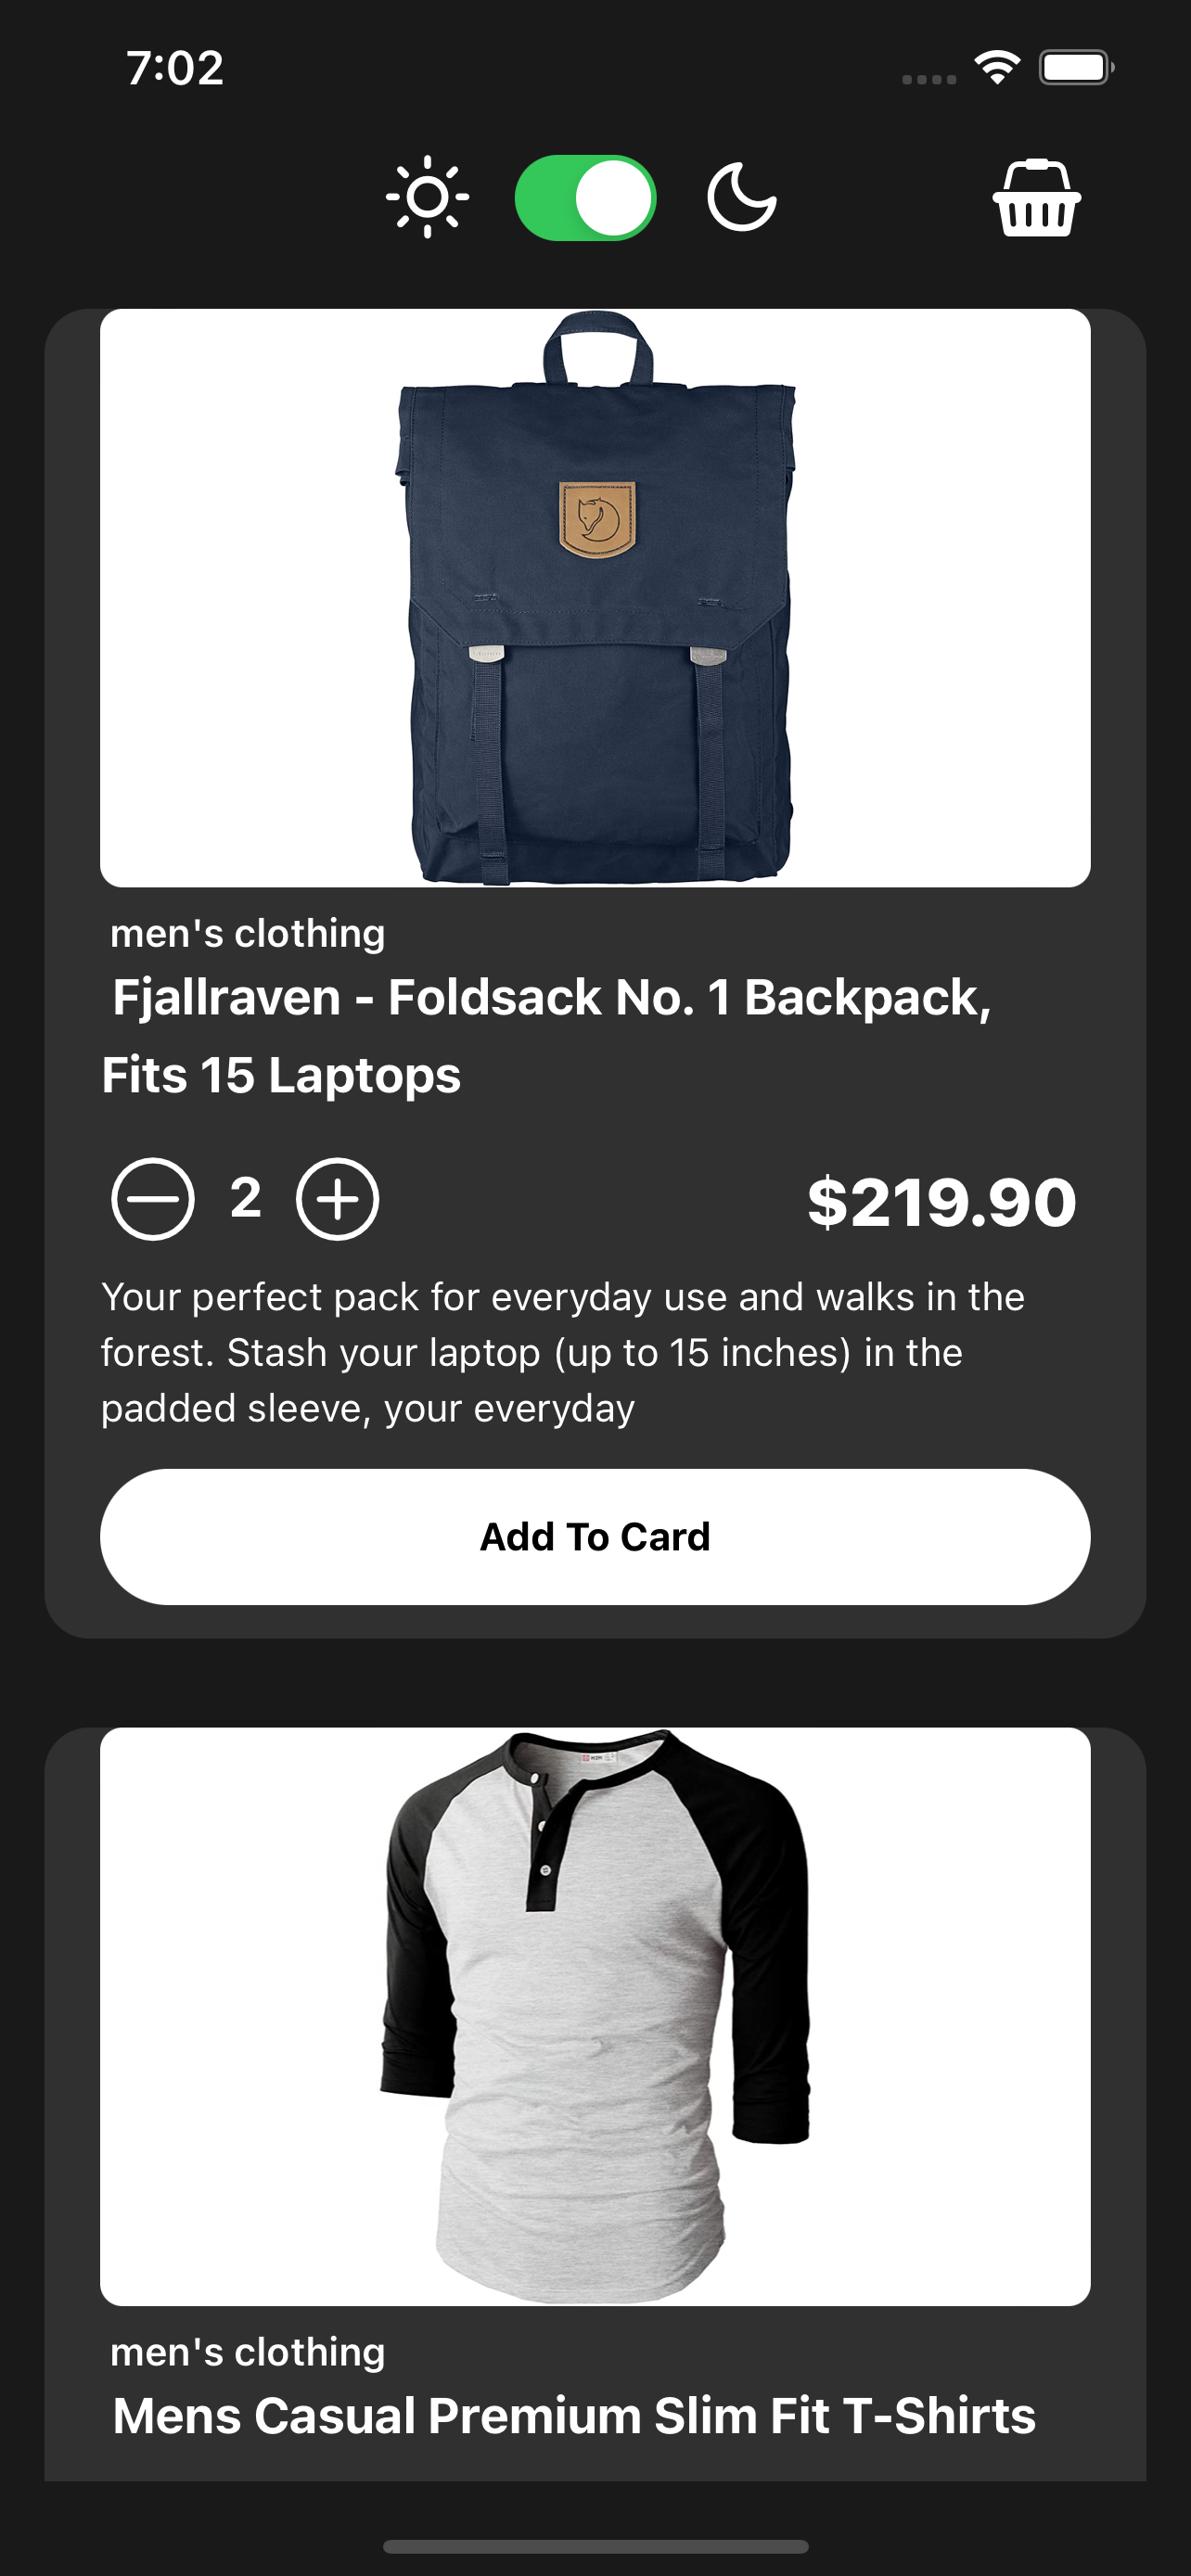 7:02
men's clothing
Fjallraven - Foldsack No. 1 Backpack,
Fits 15 Laptops
2
$219.90
Your perfect pack for everyday use and walks in the
forest. Stash your laptop (up to 15 inches) in the
padded sleeve, your everyday
Add To Card
men's clothing
Mens Casual Premium Slim Fit T-Shirts